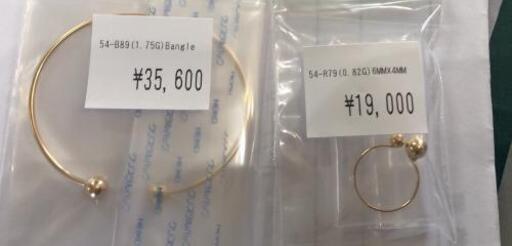 54-B89(1.75G)Bangle
¥35,600
54-R79(0.82G)6MMX4MM
¥19,000